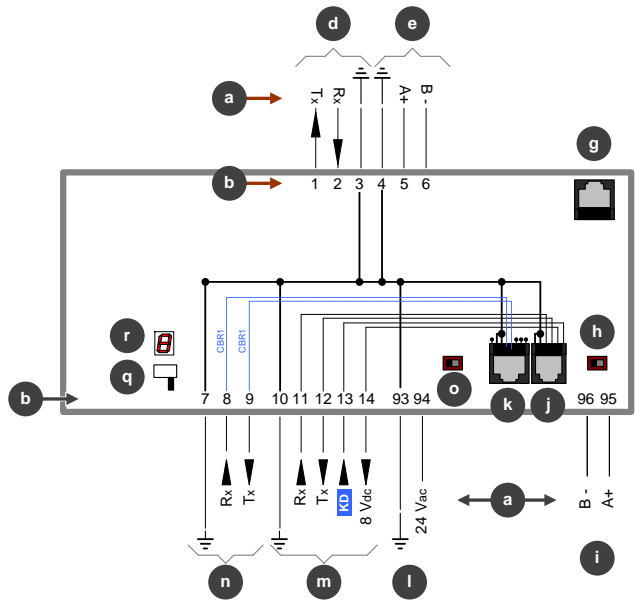 d e
a Tx Rx A+ B -
g
b 1 2 3 4 5 6
r CBR1 CBR1 h
8
q o k j
b 7 8 9 10 11 12 13 14 93 94 96 95
Rx Tx Rx Tx KD 8 Vdc 24 Vac a B - A+
n m l i